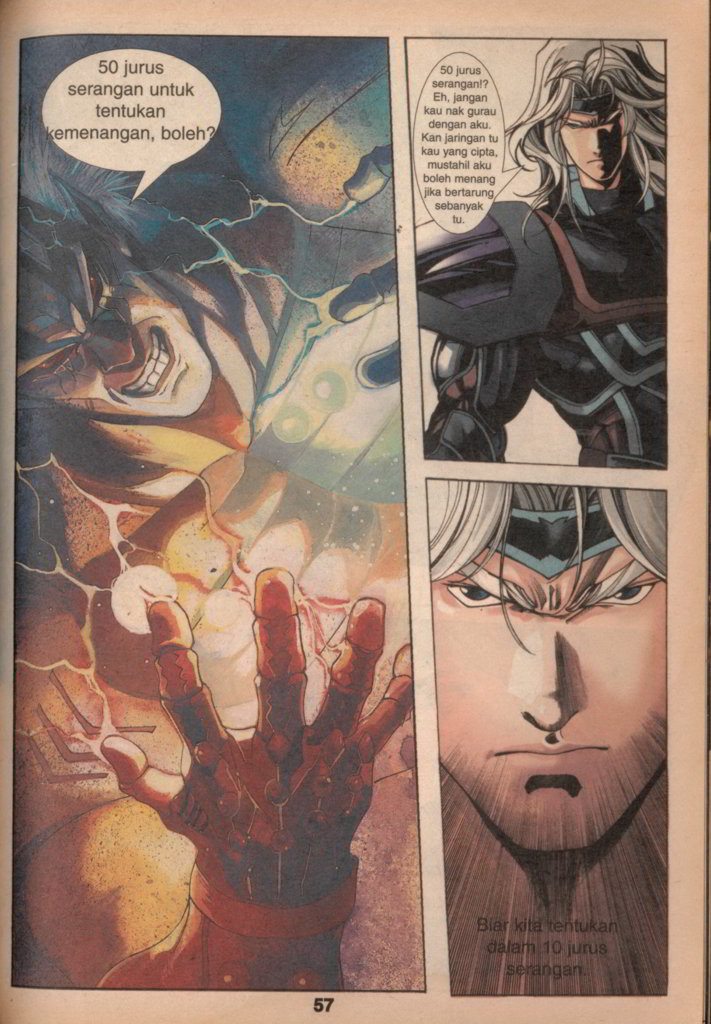 50 jurus
serangan untuk
tentukan
kemenangan, boleh?
50 jurus
serangan!?
Eh, jangan
kau nak gurau
dengan aku.
Kan jaringan tu
kau yang cipta,
mustahil aku
boleh menang
jika bertarung
sebanyak
tu.
Biar kita tentukan
dalam 10 jurus
serangan.
57